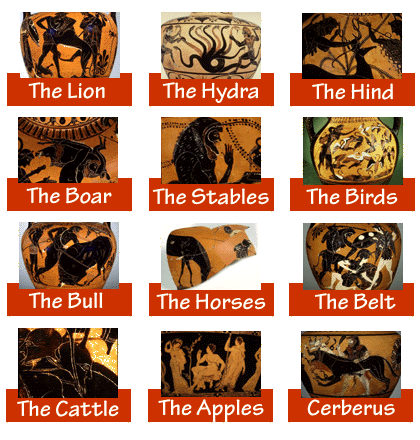 The Lion
The Hydra
The Hind
The Boar
The Stables
The Birds
The Bull
The Horses
The Belt
The Cattle
The Apples
Cerberus